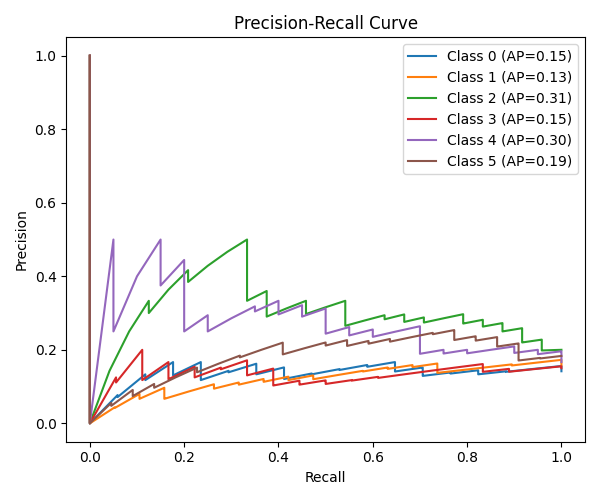 Precision-Recall Curve
Class 0 (AP=0.15)
Class 1 (AP=0.13)
Class 2 (AP=0.31)
Class 3 (AP=0.15)
Class 4 (AP=0.30)
Class 5 (AP=0.19)
Precision
1.0
0.8
0.6
0.4
0.2
0.0
0.0 0.2 0.4 0.6 0.8 1.0
Recall